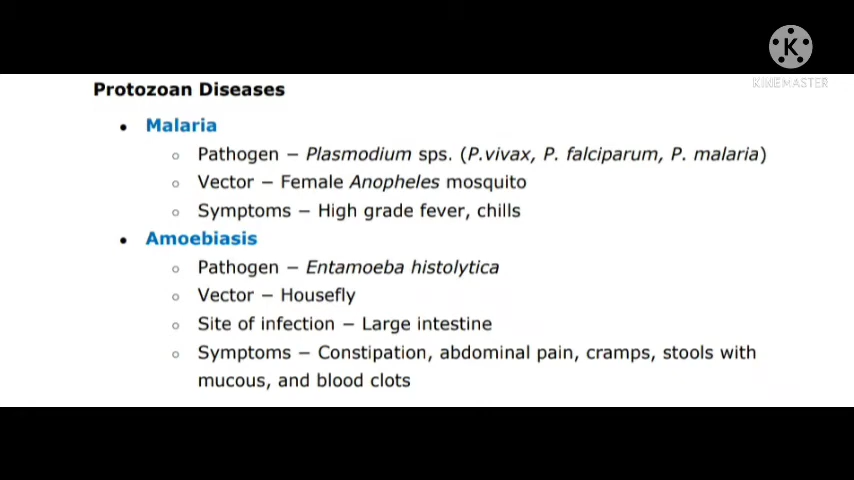 K
KINEMASTER
Protozoan Diseases
• Malaria
○ Pathogen – Plasmodium sps. (P.vivax, P. falciparum, P. malaria)
○ Vector – Female Anopheles mosquito
○ Symptoms – High grade fever, chills
• Amoebiasis
○ Pathogen – Entamoeba histolytica
○ Vector – Housefly
○ Site of infection – Large intestine
○ Symptoms – Constipation, abdominal pain, cramps, stools with
mucous, and blood clots